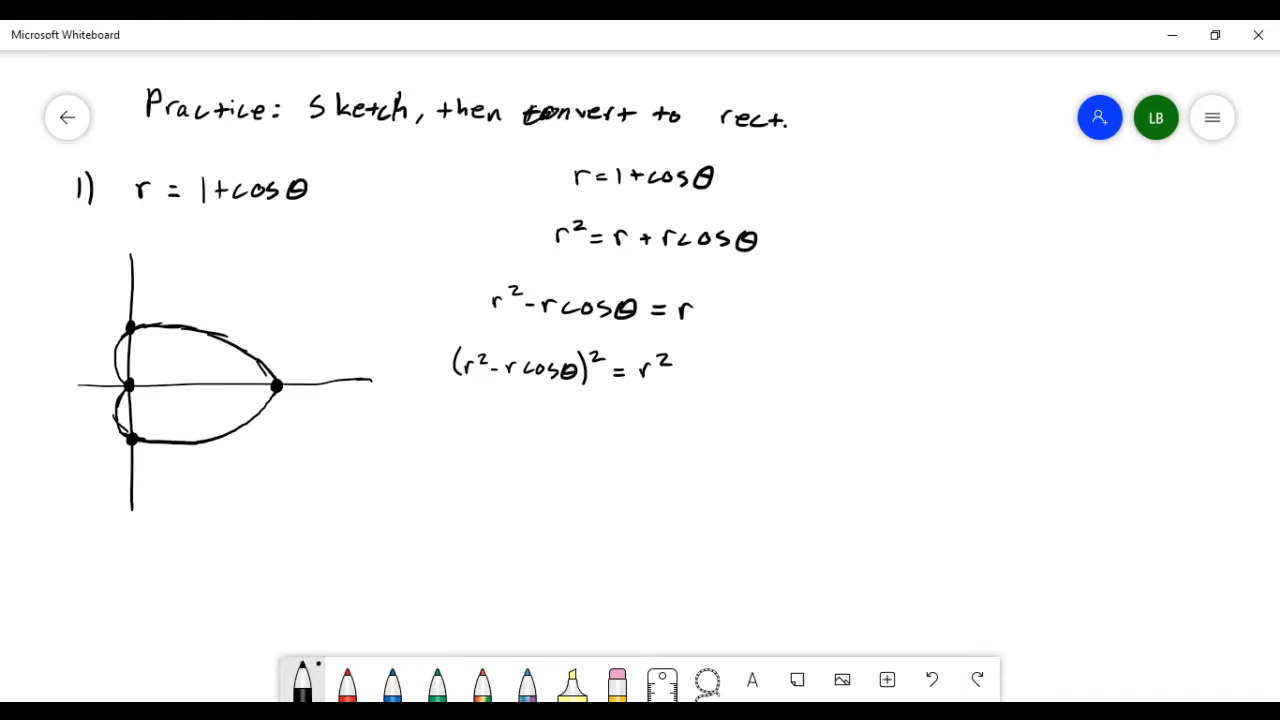 Microsoft Whiteboard
Practice: Sketch, then convert to rect.
LB
1) r = 1+cosθ
r=1+cosθ
r²=r+rcosθ
r²-rcosθ=r
(r²-rcosθ)²=r²
A